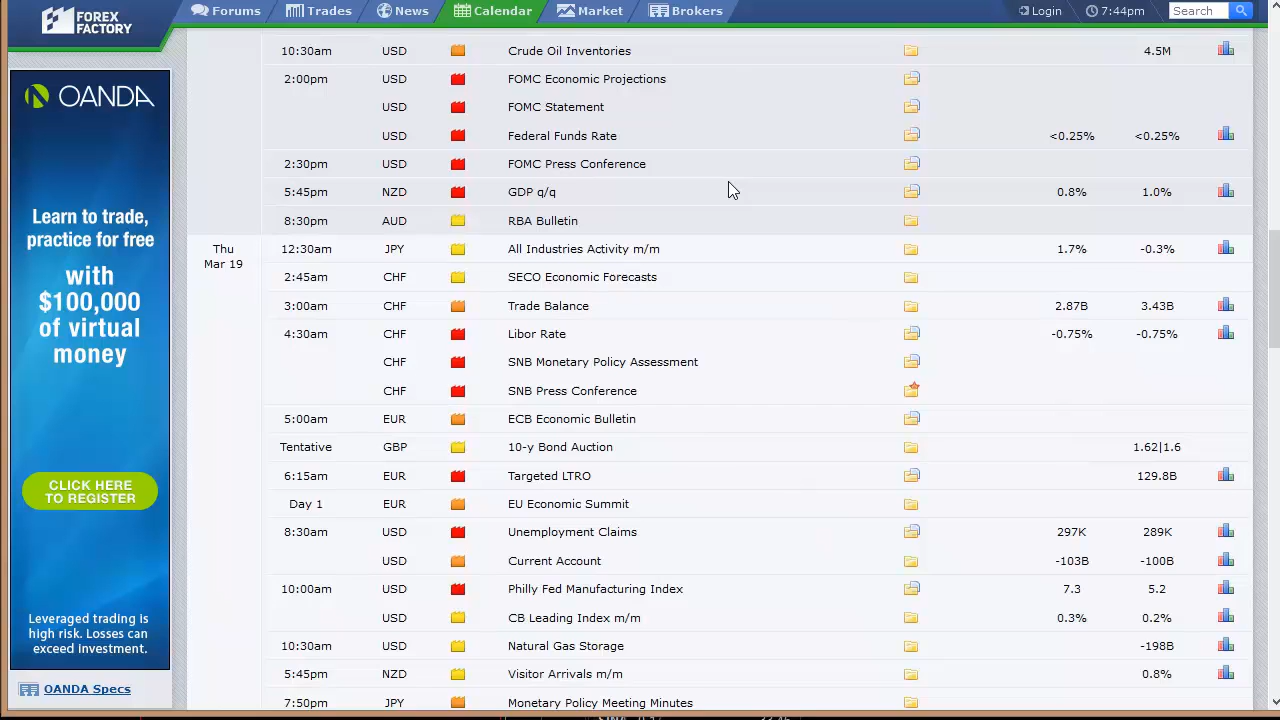 FOREX FACTORY
Forums Trades News Calendar Market Brokers Login 7:44pm Search
OANDA
Learn to trade,
practice for free
with
$100,000
of virtual
money
CLICK HERE
TO REGISTER
Leveraged trading is
high risk. Losses can
exceed investment.
OANDA Specs
10:30am USD Crude Oil Inventories 4.5M
2:00pm USD FOMC Economic Projections
USD FOMC Statement
USD Federal Funds Rate <0.25% <0.25%
2:30pm USD FOMC Press Conference
5:45pm NZD GDP q/q 0.8% 1.0%
8:30pm AUD RBA Bulletin
Thu Mar 19
12:30am JPY All Industries Activity m/m 1.7% -0.3%
2:45am CHF SECO Economic Forecasts
3:00am CHF Trade Balance 2.87B 3.43B
4:30am CHF Libor Rate -0.75% -0.75%
CHF SNB Monetary Policy Assessment
CHF SNB Press Conference
5:00am EUR ECB Economic Bulletin
Tentative GBP 10-y Bond Auction 1.62|1.6
6:15am EUR Targeted LTRO 129.8B
Day 1 EUR EU Economic Summit
8:30am USD Unemployment Claims 297K 289K
USD Current Account -103B -100B
10:00am USD Philly Fed Manufacturing Index 7.3 5.2
USD CB Leading Index m/m 0.3% 0.2%
10:30am USD Natural Gas Storage -198B
5:45pm NZD Visitor Arrivals m/m 0.8%
7:50pm JPY Monetary Policy Meeting Minutes